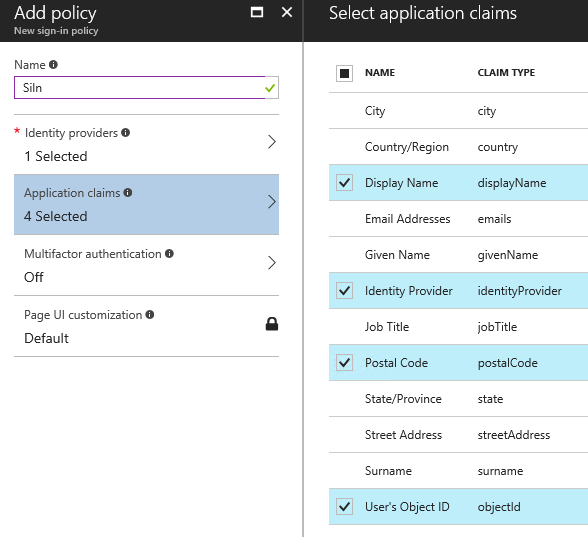 Add policy
New sign-in policy
Name
SiIn
* Identity providers
1 Selected
Application claims
4 Selected
Multifactor authentication
Off
Page UI customization
Default
Select application claims
NAME CLAIM TYPE
City city
Country/Region country
Display Name displayName
Email Addresses emails
Given Name givenName
Identity Provider identityProvider
Job Title jobTitle
Postal Code postalCode
State/Province state
Street Address streetAddress
Surname surname
User's Object ID objectId